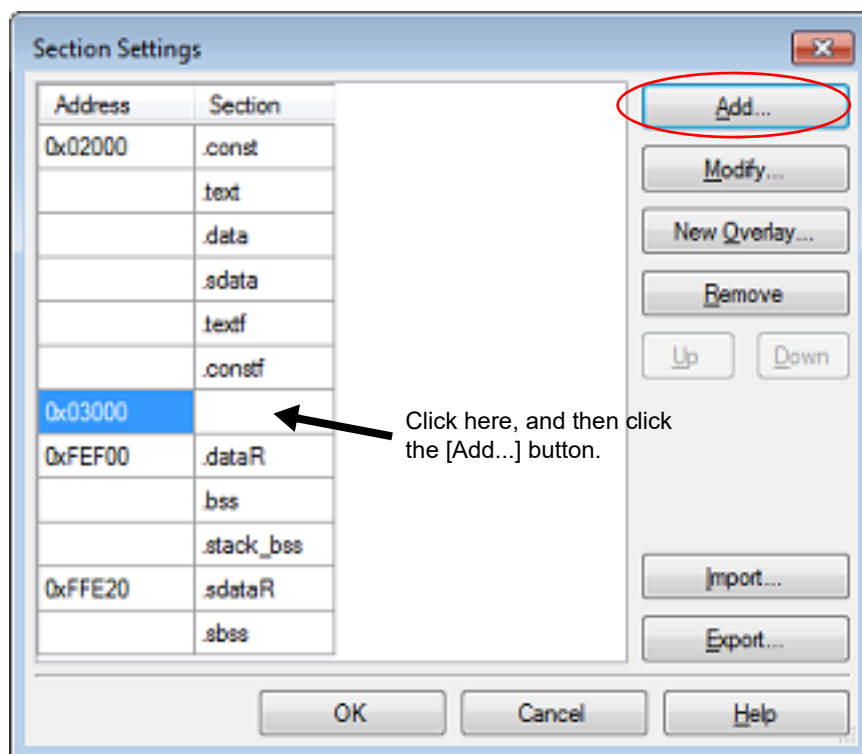 Section Settings
Address Section
Add...
0x02000 .const
Modify...
.text
.data
New Overlay...
.sdata
Remove
.textf
.constf
Up Down
0x03000
Click here, and then click
the [Add...] button.
0xFEF00 .dataR
.bss
.stack_bss
0xFFE20 .sdataR
Import...
.sbss
Export...
OK Cancel Help